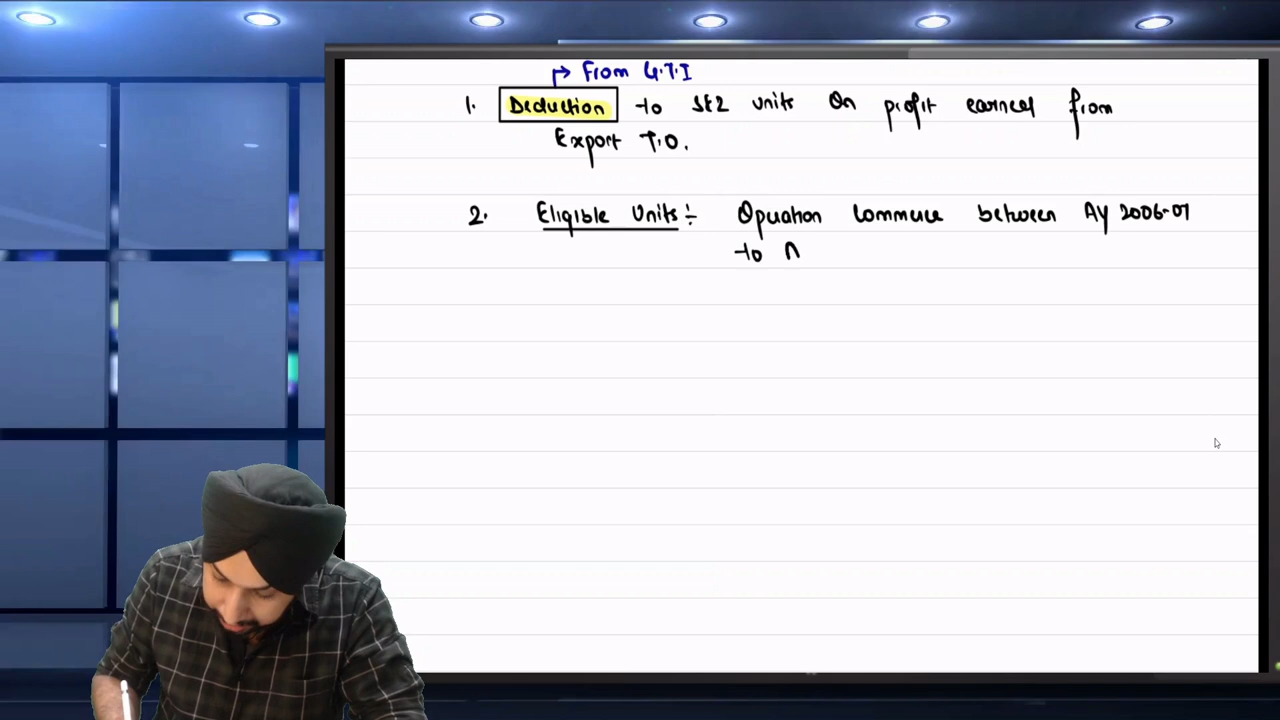 From G.T.I
1. Deduction to SEZ units on profit earned from
Export T.O.
2. Eligible Units:- Operation Commence between AY 2006-07
to A